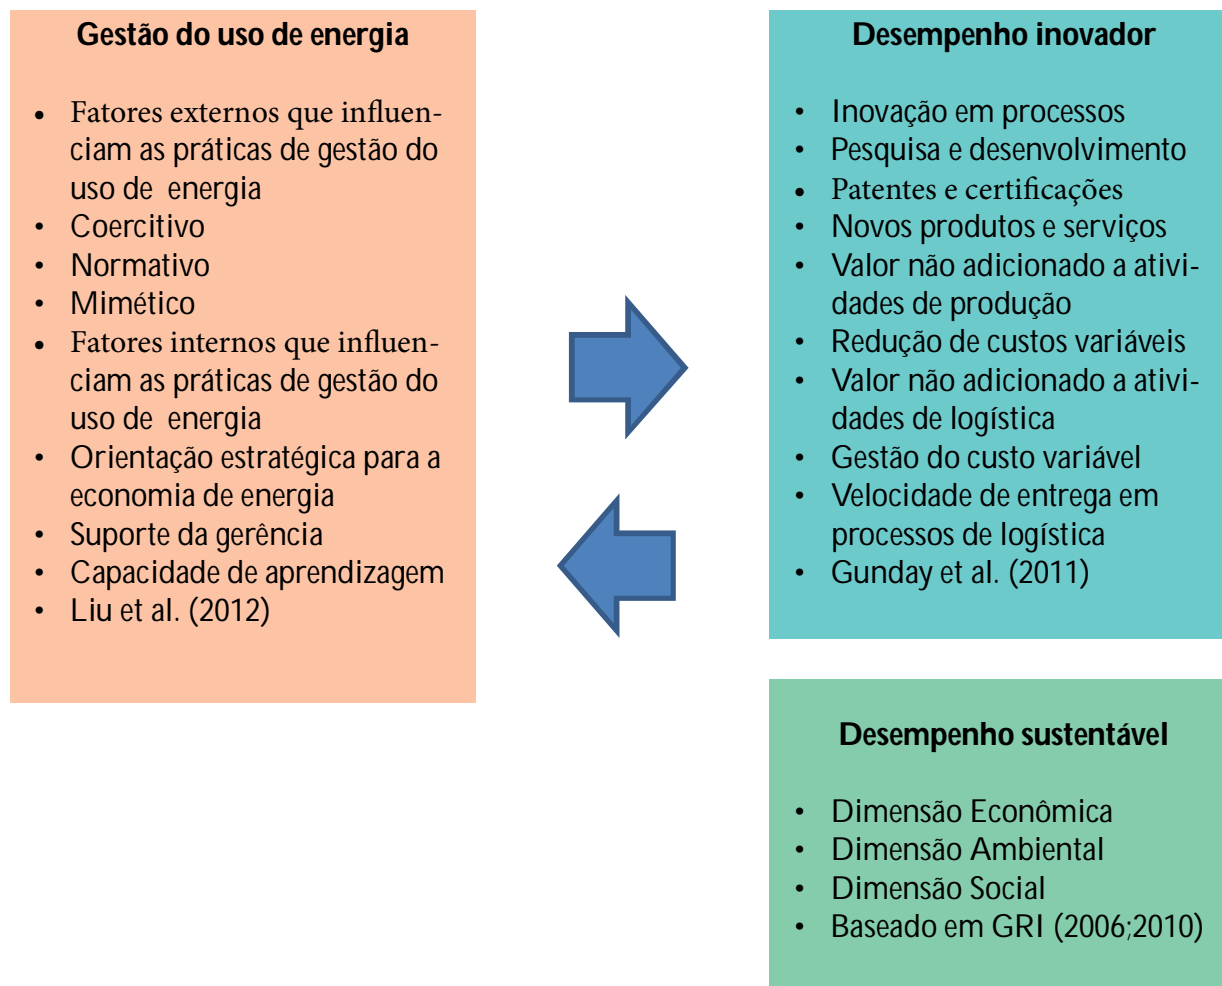 Gestão do uso de energia
• Fatores externos que influen-
ciam as práticas de gestão do
uso de energia
• Coercitivo
• Normativo
• Mimético
• Fatores internos que influen-
ciam as práticas de gestão do
uso de energia
• Orientação estratégica para a
economia de energia
• Suporte da gerência
• Capacidade de aprendizagem
• Liu et al. (2012)
Desempenho inovador
• Inovação em processos
• Pesquisa e desenvolvimento
• Patentes e certificações
• Novos produtos e serviços
• Valor não adicionado a ativi-
dades de produção
• Redução de custos variáveis
• Valor não adicionado a ativi-
dades de logística
• Gestão do custo variável
• Velocidade de entrega em
processos de logística
• Gunday et al. (2011)
Desempenho sustentável
• Dimensão Econômica
• Dimensão Ambiental
• Dimensão Social
• Baseado em GRI (2006;2010)